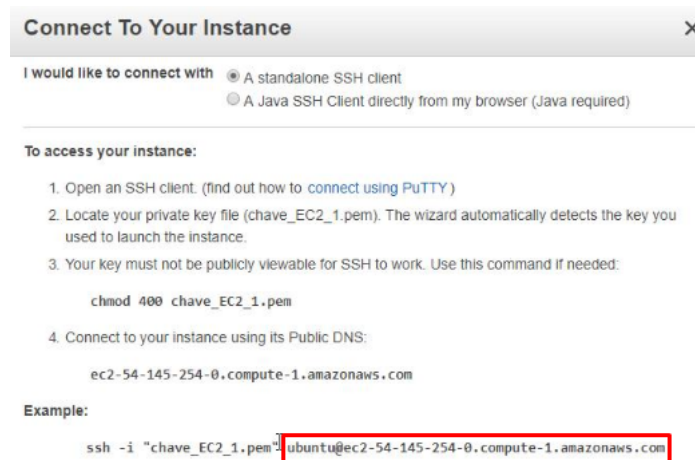 Connect To Your Instance
I would like to connect with
A standalone SSH client
A Java SSH Client directly from my browser (Java required)
To access your instance:
1. Open an SSH client. (find out how to connect using PuTTY)
2. Locate your private key file (chave_EC2_1.pem). The wizard automatically detects the key you
used to launch the instance.
3. Your key must not be publicly viewable for SSH to work. Use this command if needed:
chmod 400 chave_EC2_1.pem
4. Connect to your instance using its Public DNS:
ec2-54-145-254-0.compute-1.amazonaws.com
Example:
ssh -i "chave_EC2_1.pem" ubuntu@ec2-54-145-254-0.compute-1.amazonaws.com